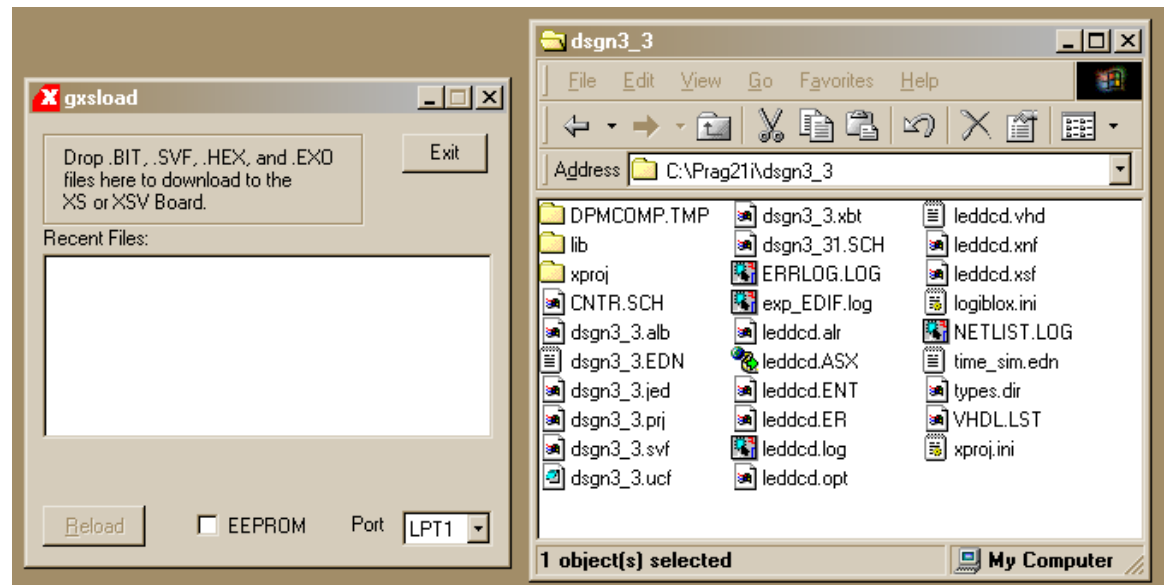 gxsload
Drop .BIT, .SVF, .HEX, and .EXO
files here to download to the
XS or XSV Board.
Exit
Recent Files:
Reload
EEPROM
Port
LPT1
dsgn3_3
File Edit View Go Favorites Help
Address C:\Prag21i\dsgn3_3
DPMCOMP.TMP
lib
xproj
CNTR.SCH
dsgn3_3.alb
dsgn3_3.EDN
dsgn3_3.jed
dsgn3_3.prj
dsgn3_3.svf
dsgn3_3.ucf
dsgn3_3.xbt
dsgn3_31.SCH
ERRLOG.LOG
exp_EDIF.log
leddcd.alr
leddcd.ASX
leddcd.ENT
leddcd.ER
leddcd.log
leddcd.opt
leddcd.vhd
leddcd.xnf
leddcd.xsf
logiblox.ini
NETLIST.LOG
time_sim.edn
types.dir
VHDL.LST
xproj.ini
1 object(s) selected
My Computer